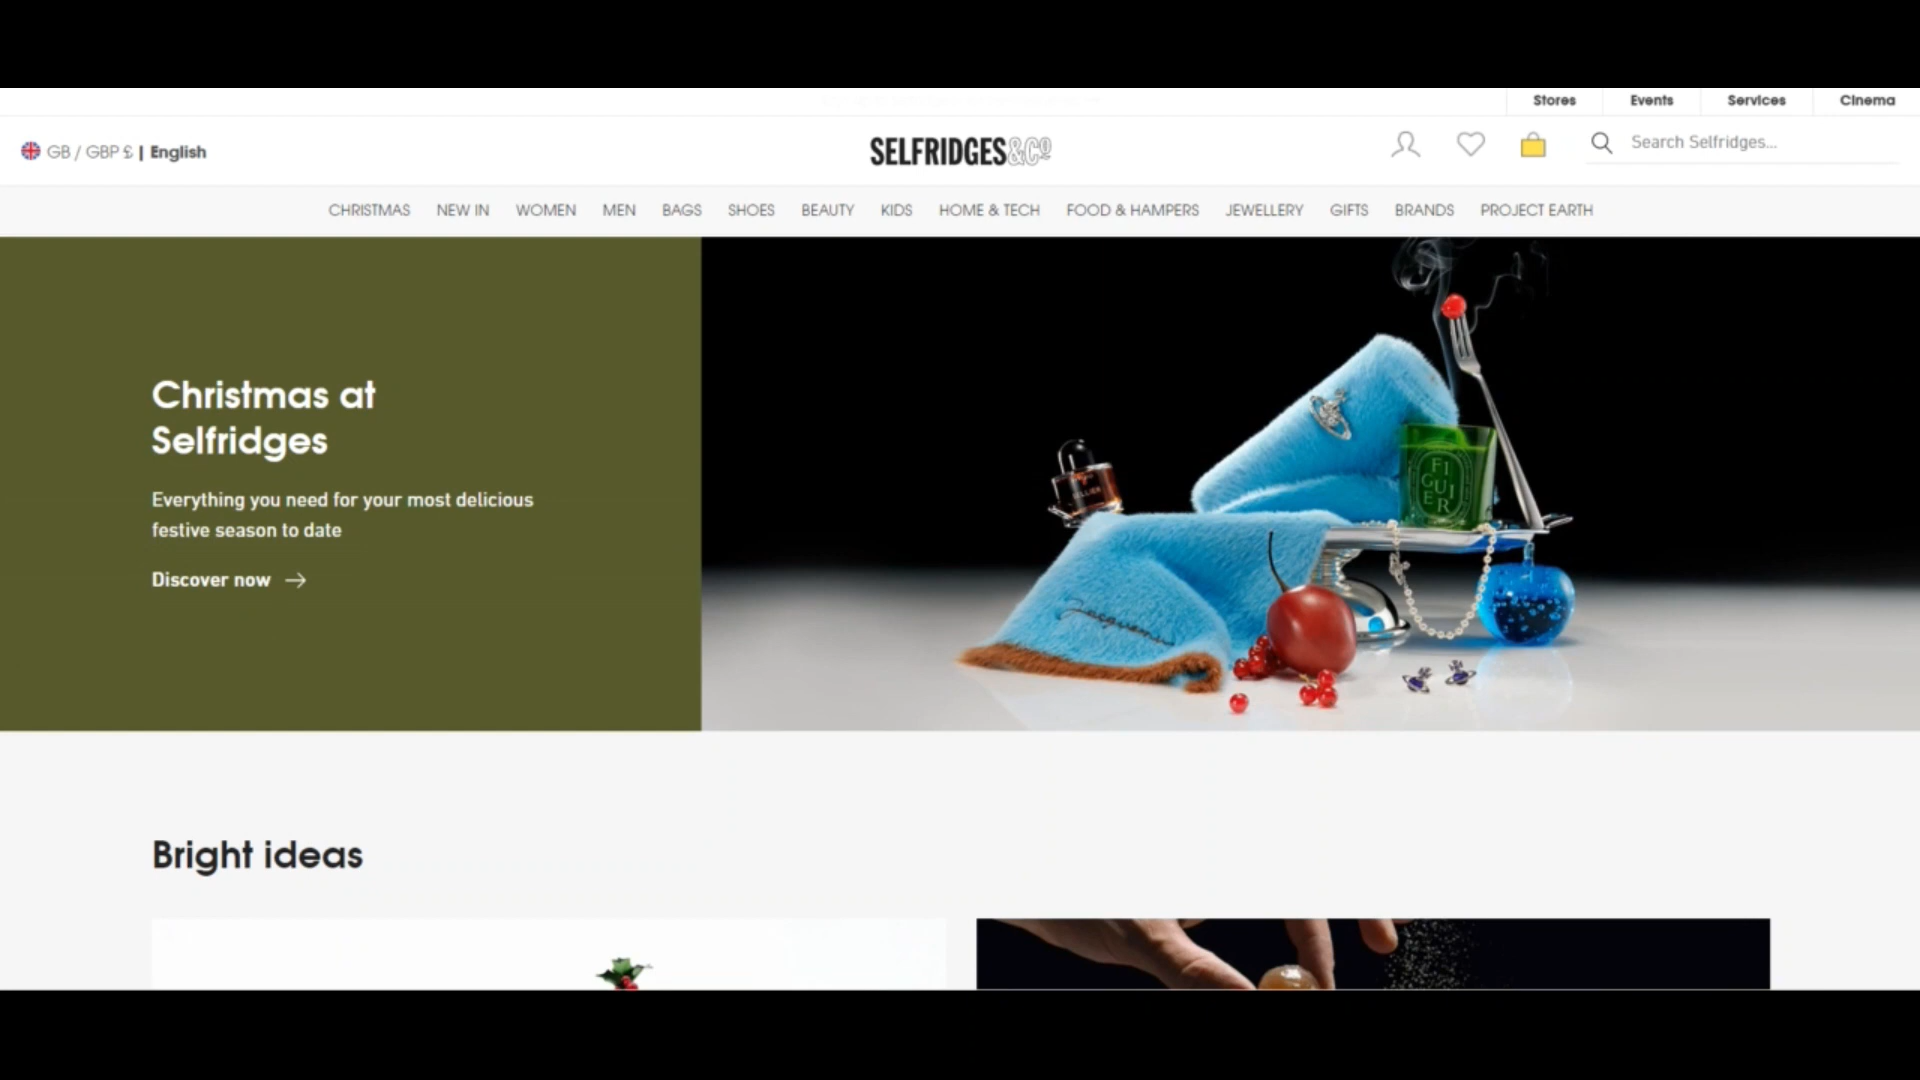 Stores Events Services Cinema
GB / GBP £ | English
SELFRIDGES&Cº
Search Selfridges...
CHRISTMAS NEW IN WOMEN MEN BAGS SHOES BEAUTY KIDS HOME & TECH FOOD & HAMPERS JEWELLERY GIFTS BRANDS PROJECT EARTH
Christmas at
Selfridges
Everything you need for your most delicious
festive season to date
Discover now →
FI
GUI
ER
Bright ideas